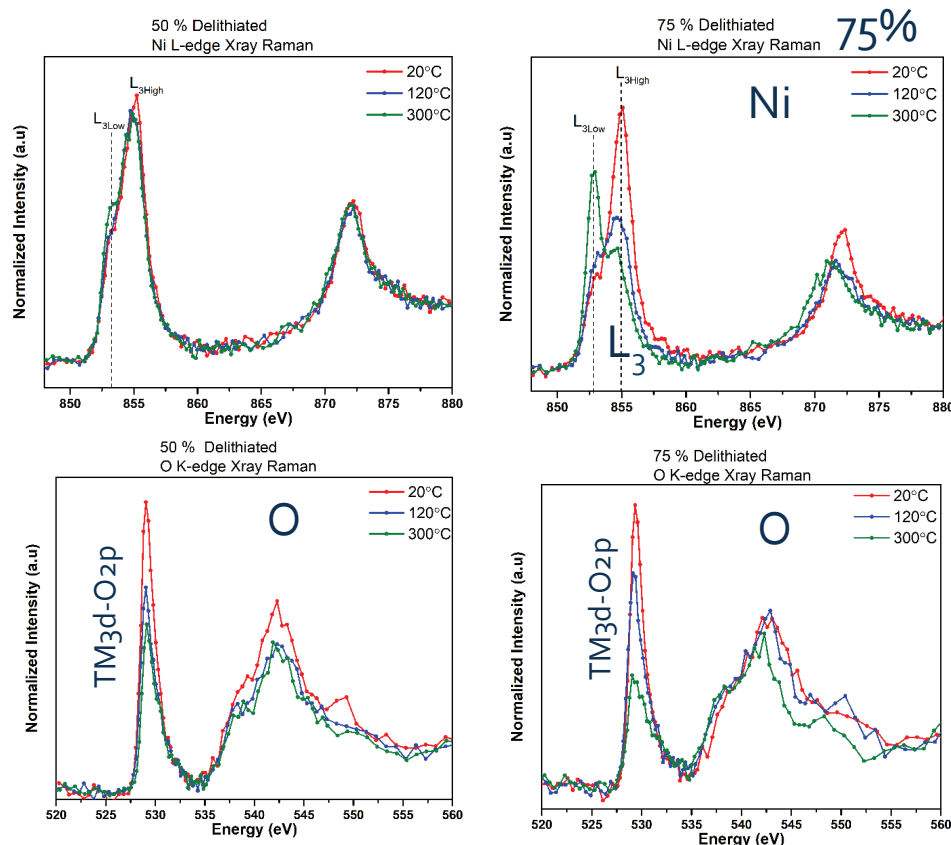 50 % Delithiated
Ni L-edge Xray Raman
L3High
L3Low
20°C
120°C
300°C
Normalized Intensity (a.u)
850 855 860 865 870 875 880
Energy (eV)
75 % Delithiated
Ni L-edge Xray Raman
75%
L3High
L3Low
Ni
20°C
120°C
300°C
L3
Normalized Intensity (a.u)
850 855 860 865 870 875 880
Energy (eV)
50 % Delithiated
O K-edge Xray Raman
20°C
120°C
300°C
O
TM3d-O2p
Normalized Intensity (a.u)
520 525 530 535 540 545 550 555 560
Energy (eV)
75 % Delithiated
O K-edge Xray Raman
20°C
120°C
300°C
O
TM3d-O2p
Normalized Intensity (a.u)
520 525 530 535 540 545 550 555 560
Energy (eV)